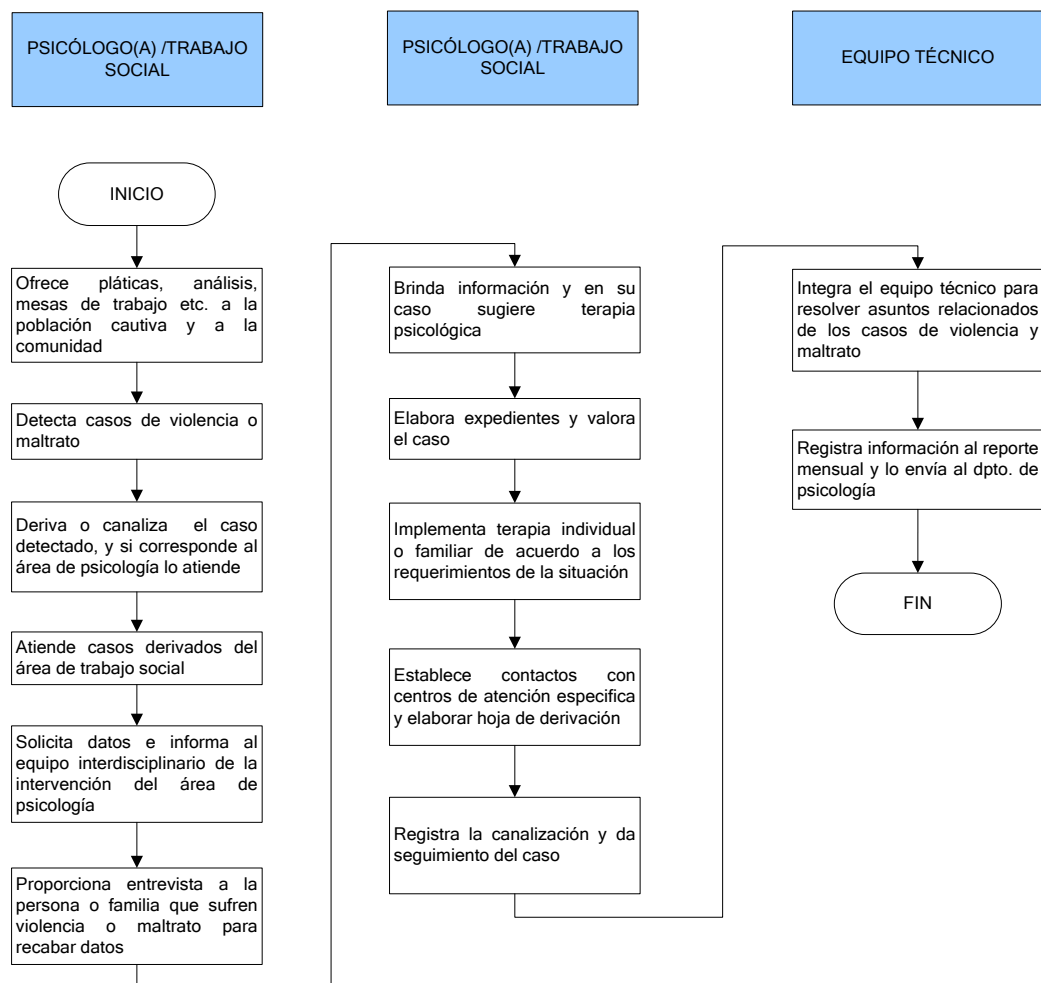 PSICÓLOGO(A) /TRABAJO
SOCIAL
PSICÓLOGO(A) /TRABAJO
SOCIAL
EQUIPO TÉCNICO
INICIO
Ofrece pláticas, análisis,
mesas de trabajo etc. a la
población cautiva y a la
comunidad
Detecta casos de violencia o
maltrato
Deriva o canaliza el caso
detectado, y si corresponde al
área de psicología lo atiende
Atiende casos derivados del
área de trabajo social
Solicita datos e informa al
equipo interdisciplinario de la
intervención del área de
psicología
Proporciona entrevista a la
persona o familia que sufren
violencia o maltrato para
recabar datos
Brinda información y en su
caso sugiere terapia
psicológica
Elabora expedientes y valora
el caso
Implementa terapia individual
o familiar de acuerdo a los
requerimientos de la situación
Establece contactos con
centros de atención especifica
y elaborar hoja de derivación
Registra la canalización y da
seguimiento del caso
Integra el equipo técnico para
resolver asuntos relacionados
de los casos de violencia y
maltrato
Registra información al reporte
mensual y lo envía al dpto. de
psicología
FIN